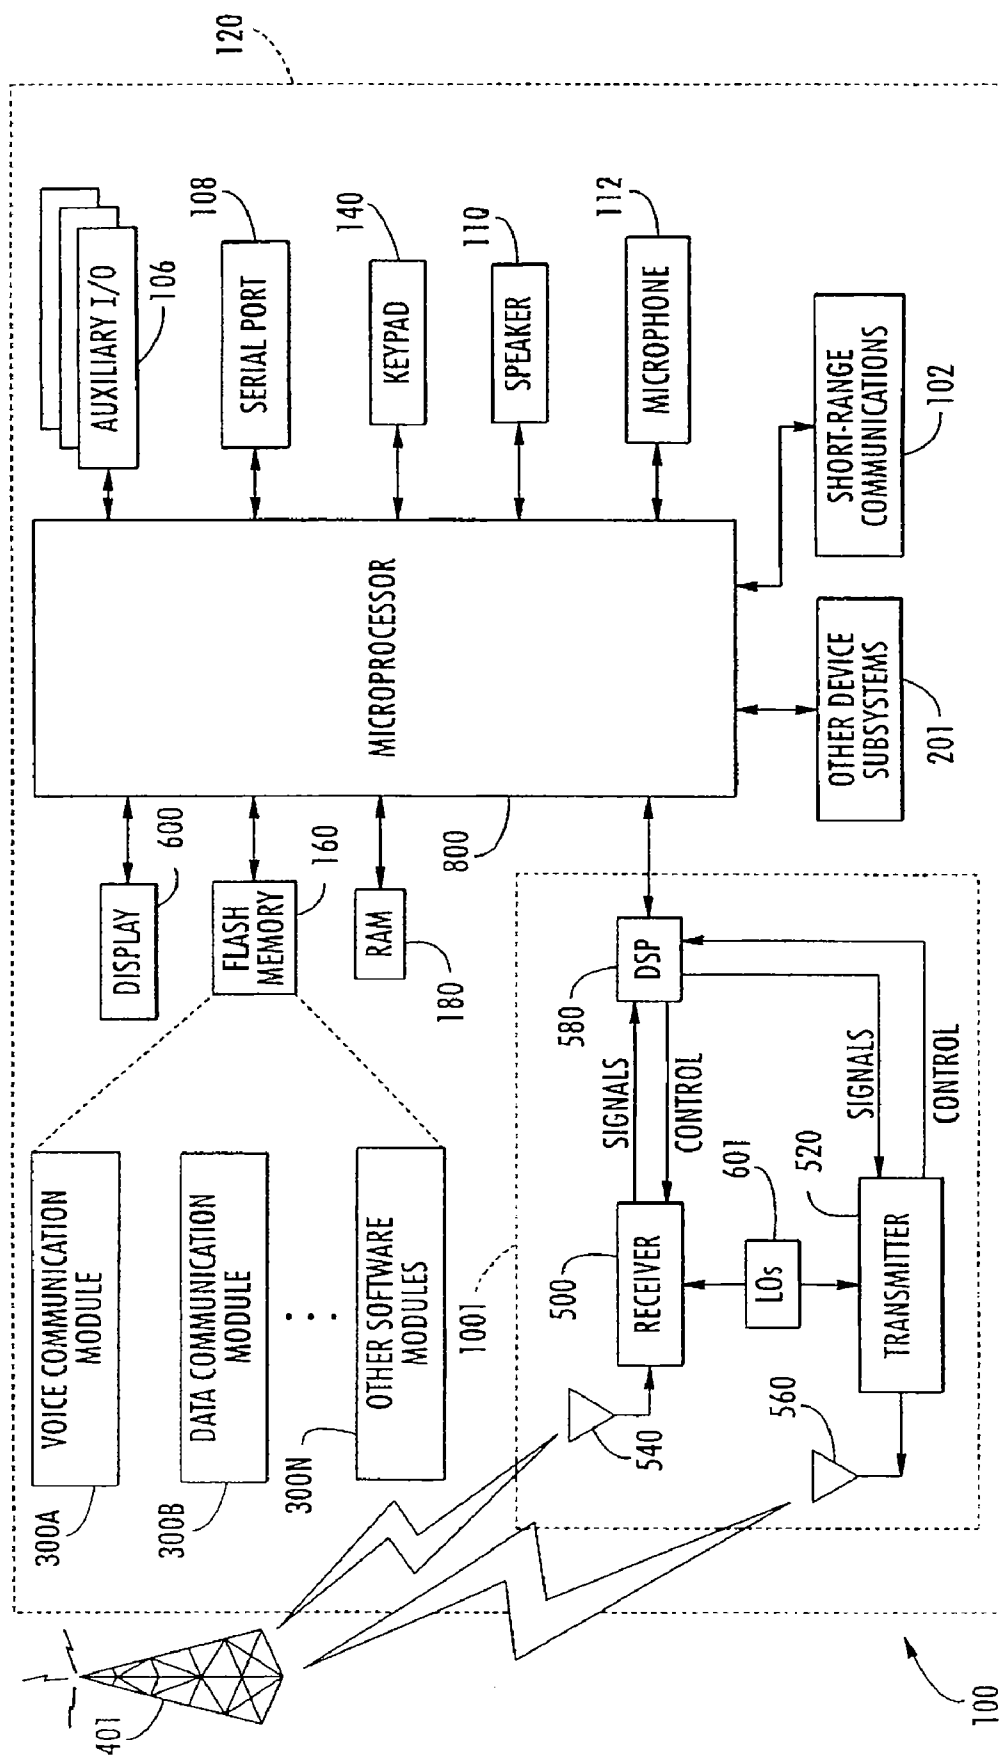 120
AUXILIARY I/O
106
SERIAL PORT
108
KEYPAD
140
SPEAKER
110
MICROPHONE
112
SHORT-RANGE
COMMUNICATIONS
102
MICROPROCESSOR
800
OTHER DEVICE
SUBSYSTEMS
201
DISPLAY
600
FLASH
MEMORY
160
RAM
180
VOICE COMMUNICATION
MODULE
300A
DATA COMMUNICATION
MODULE
300B
OTHER SOFTWARE
MODULES
300N
1001
DSP
580
SIGNALS
CONTROL
SIGNALS
CONTROL
RECEIVER
500
LOs
601
TRANSMITTER
520
540
560
401
100